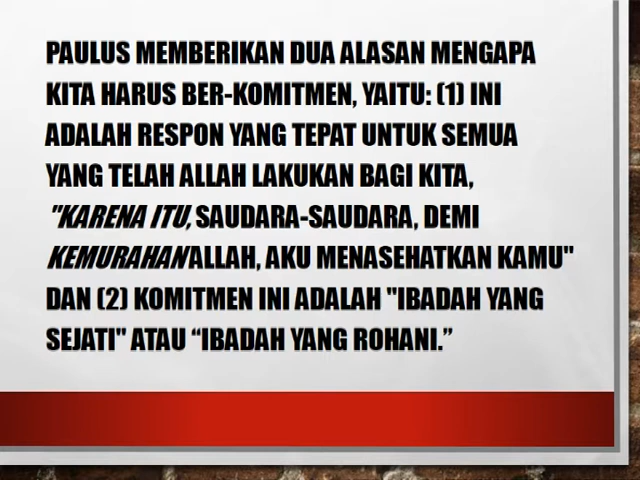 PAULUS MEMBERIKAN DUA ALASAN MENGAPA
KITA HARUS BER-KOMITMEN, YAITU: (1) INI
ADALAH RESPON YANG TEPAT UNTUK SEMUA
YANG TELAH ALLAH LAKUKAN BAGI KITA,
"KARENA ITU, SAUDARA-SAUDARA, DEMI
KEMURAHAN ALLAH, AKU MENASEHATKAN KAMU"
DAN (2) KOMITMEN INI ADALAH "IBADAH YANG
SEJATI" ATAU “IBADAH YANG ROHANI.”